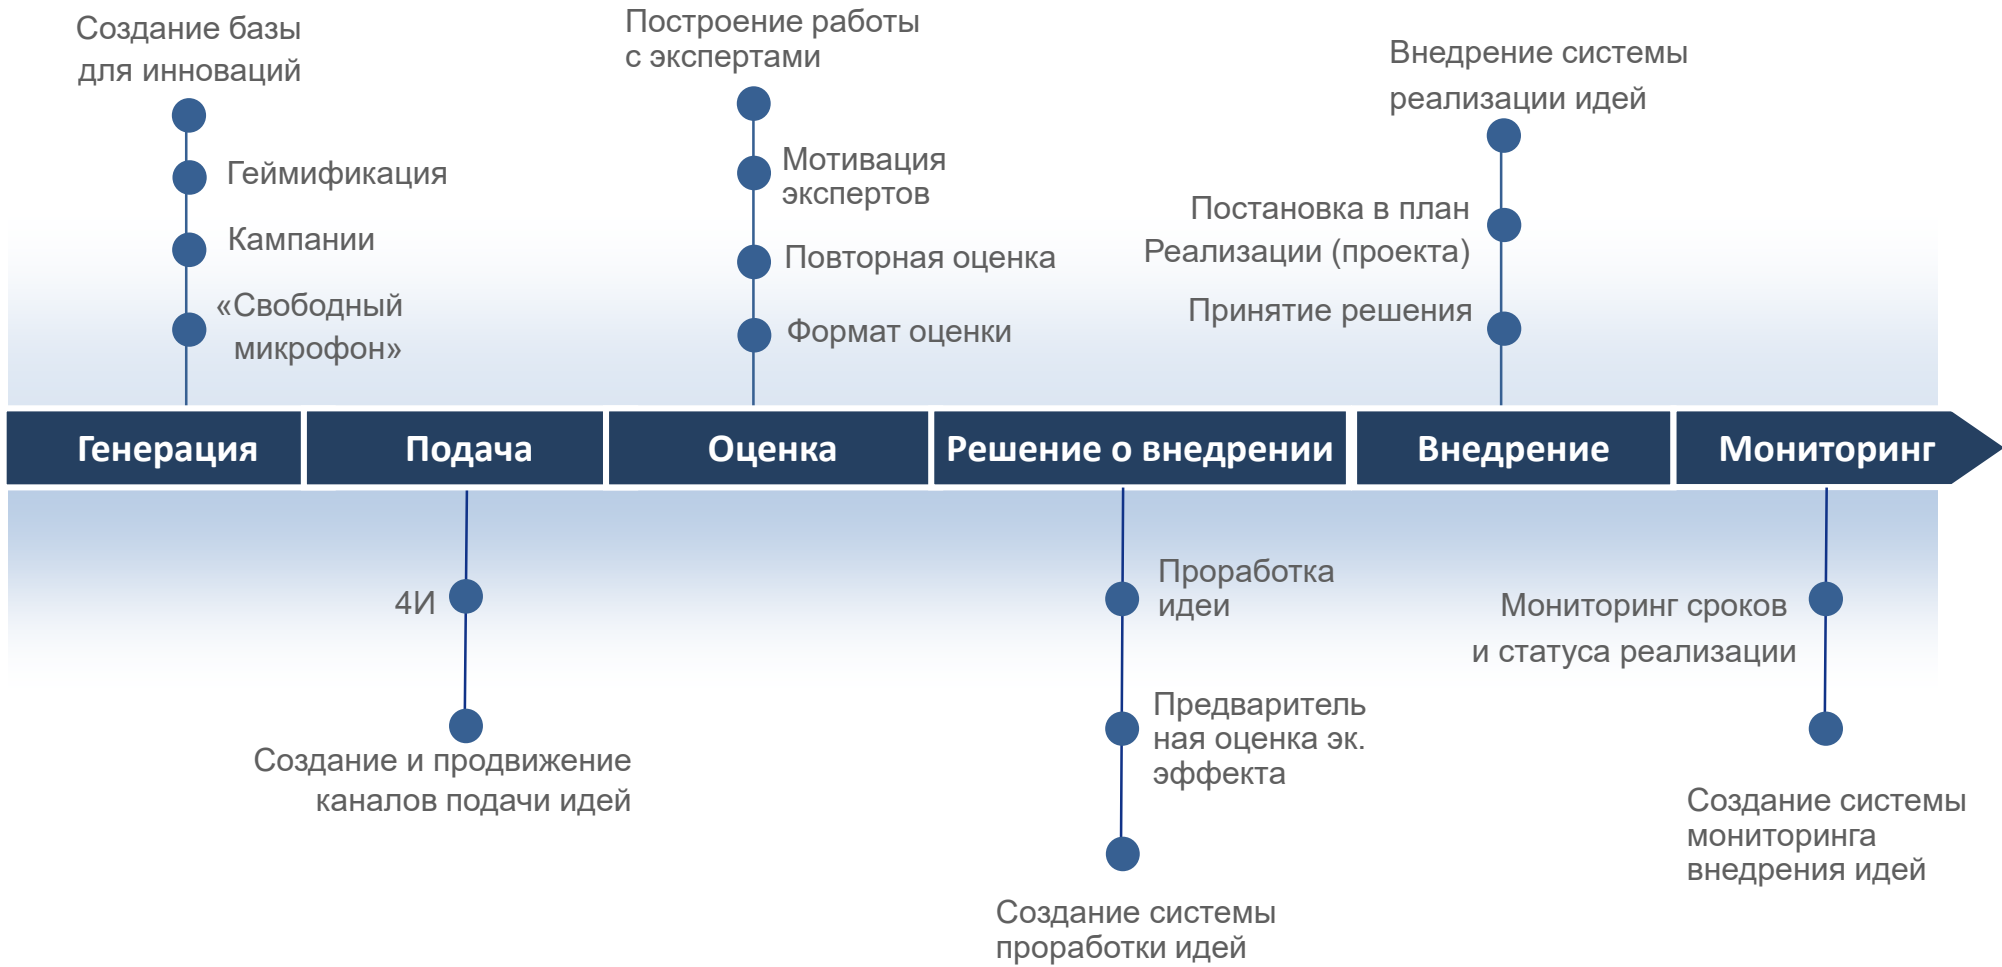 Создание базы
для инноваций
Геймификация
Кампании
«Свободный
микрофон»
Построение работы
с экспертами
Мотивация
экспертов
Повторная оценка
Формат оценки
Внедрение системы
реализации идей
Постановка в план
Реализации (проекта)
Принятие решения
Генерация
Подача
Оценка
Решение о внедрении
Внедрение
Мониторинг
4И
Создание и продвижение
каналов подачи идей
Проработка
идеи
Предваритель
ная оценка эк.
эффекта
Создание системы
проработки идей
Мониторинг сроков
и статуса реализации
Создание системы
мониторинга
внедрения идей